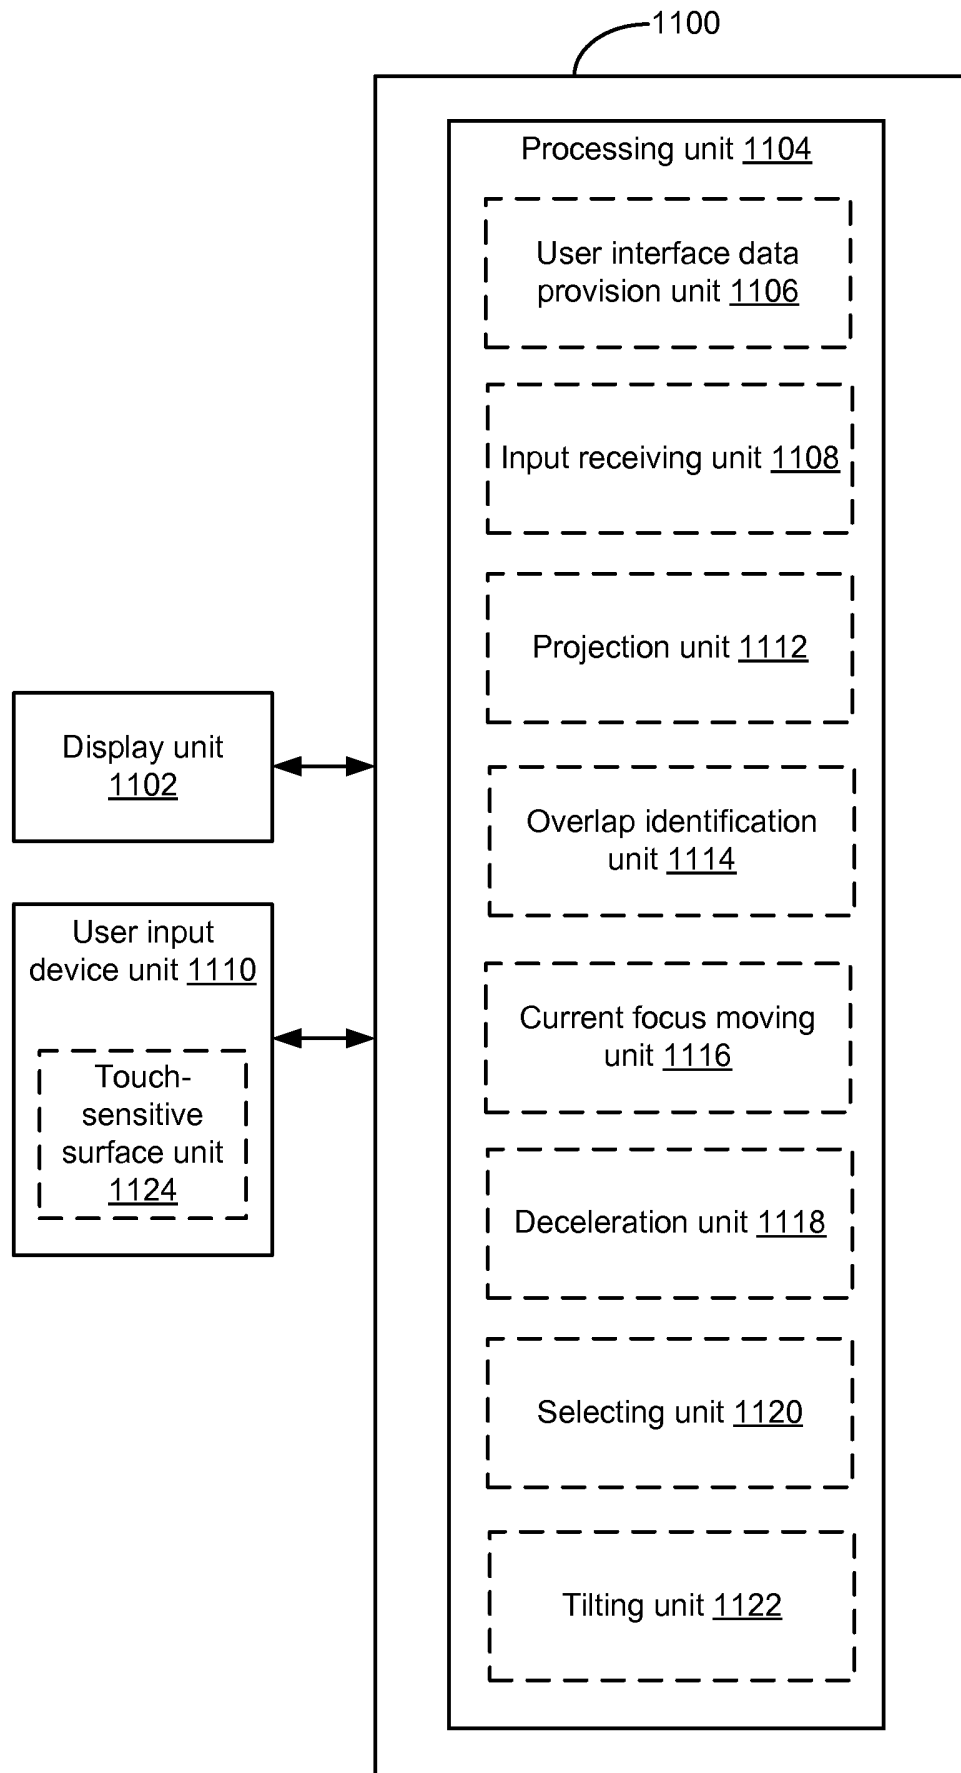 1100
Processing unit 1104
User interface data
provision unit 1106
Input receiving unit 1108
Projection unit 1112
Display unit
1102
Overlap identification
unit 1114
User input
device unit 1110
Touch-
sensitive
surface unit
1124
Current focus moving
unit 1116
Deceleration unit 1118
Selecting unit 1120
Tilting unit 1122